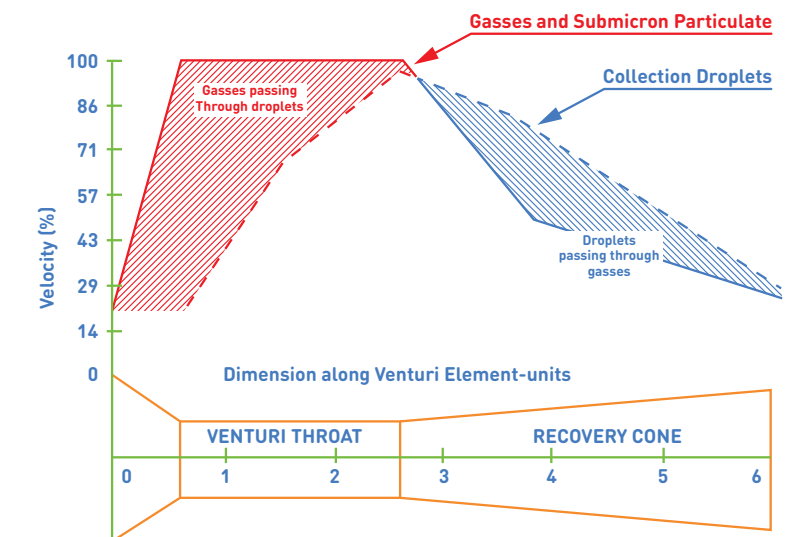 Gasses and Submicron Particulate
Collection Droplets
Gasses passing
Through droplets
Velocity (%)
100
86
71
57
43
29
14
0
Droplets
passing through
gasses
Dimension along Venturi Element-units
VENTURI THROAT
RECOVERY CONE
0 1 2 3 4 5 6